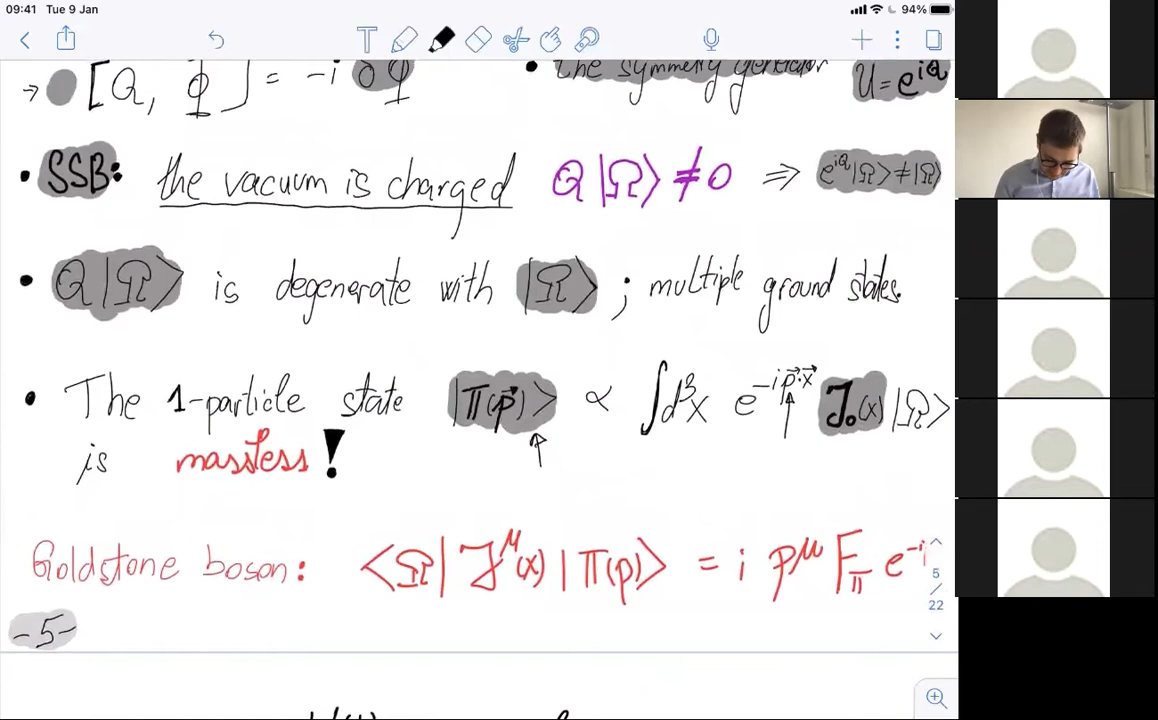 09:41 Tue 9 Jan 94%
→ [Q, Φ] = -i δΦ • the symmetry generator U = e^{iQ}
• SSB: the vacuum is charged Q|Ω⟩ ≠ 0 ⇒ e^{iQ}|Ω⟩ ≠ |Ω⟩
• Q|Ω⟩ is degenerate with |Ω⟩ ; multiple ground states.
• The 1-particle state |π(p⃗)⟩ ∝ ∫d³x e^{-i p⃗·x⃗} J₀(x)|Ω⟩
is massless!
Goldstone boson: ⟨Ω| J^μ(x) |π(p)⟩ = i p^μ F_π e^{-i
5
/
22
-5-